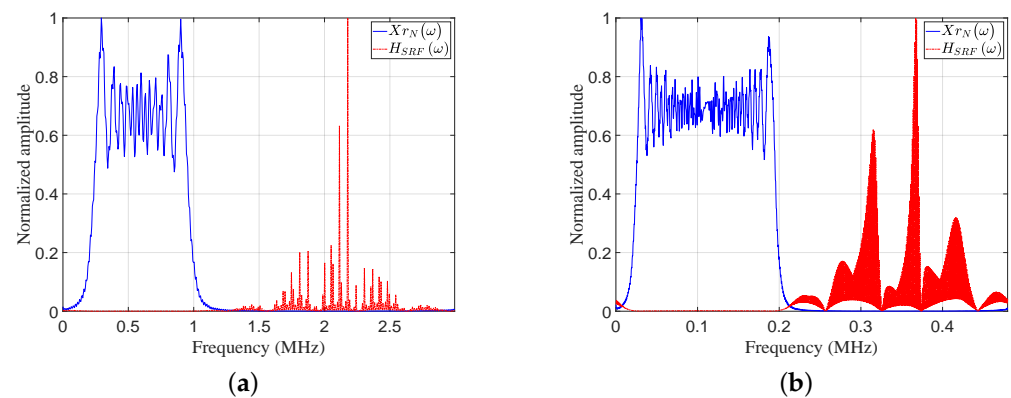 Xr_N(ω)
H_SRF(ω)
1
0.8
0.6
0.4
0.2
0
Normalized amplitude
0 0.5 1 1.5 2 2.5
Frequency (MHz)
(a)
Xr_N(ω)
H_SRF(ω)
1
0.8
0.6
0.4
0.2
0
Normalized amplitude
0 0.1 0.2 0.3 0.4
Frequency (MHz)
(b)